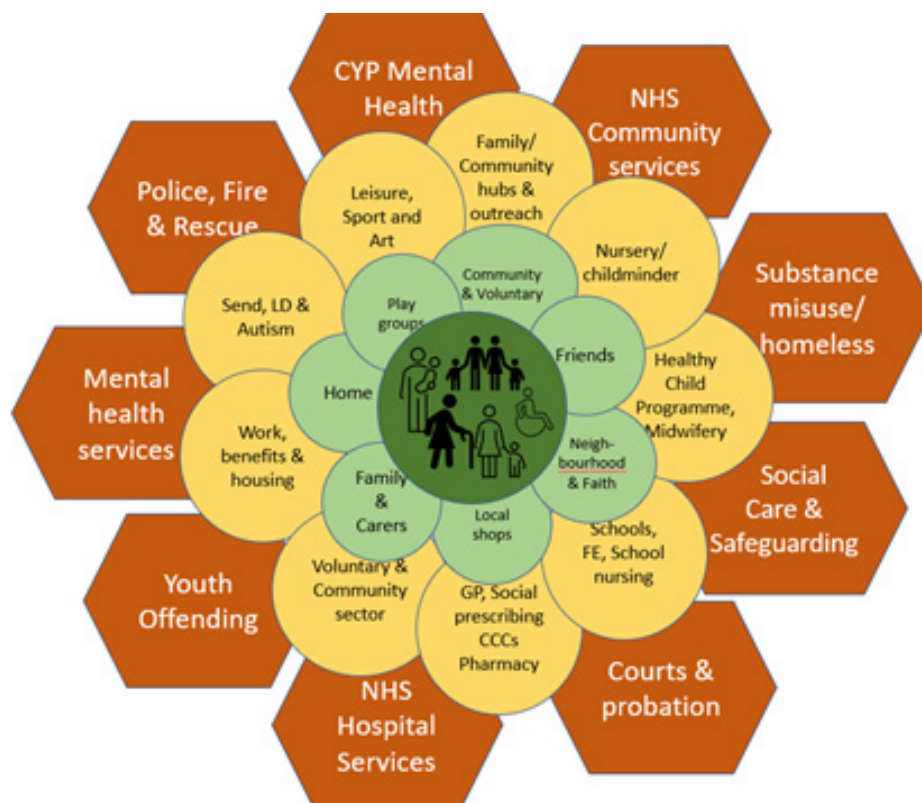 CYP Mental
Health
NHS
Community
services
Police, Fire
& Rescue
Substance
misuse/
homeless
Mental
health
services
Social
Care &
Safeguarding
Youth
Offending
NHS
Hospital
Services
Courts &
probation
Family/
Community
hubs &
outreach
Leisure,
Sport and
Art
Nursery/
childminder
Send, LD &
Autism
Healthy
Child
Programme,
Midwifery
Work,
benefits &
housing
Schools,
FE, School
nursing
Voluntary &
Community
sector
GP, Social
prescribing
CCCs
Pharmacy
Community
& Voluntary
Play
groups
Friends
Home
Neigh-
bourhood
& Faith
Family
&
Carers
Local
shops